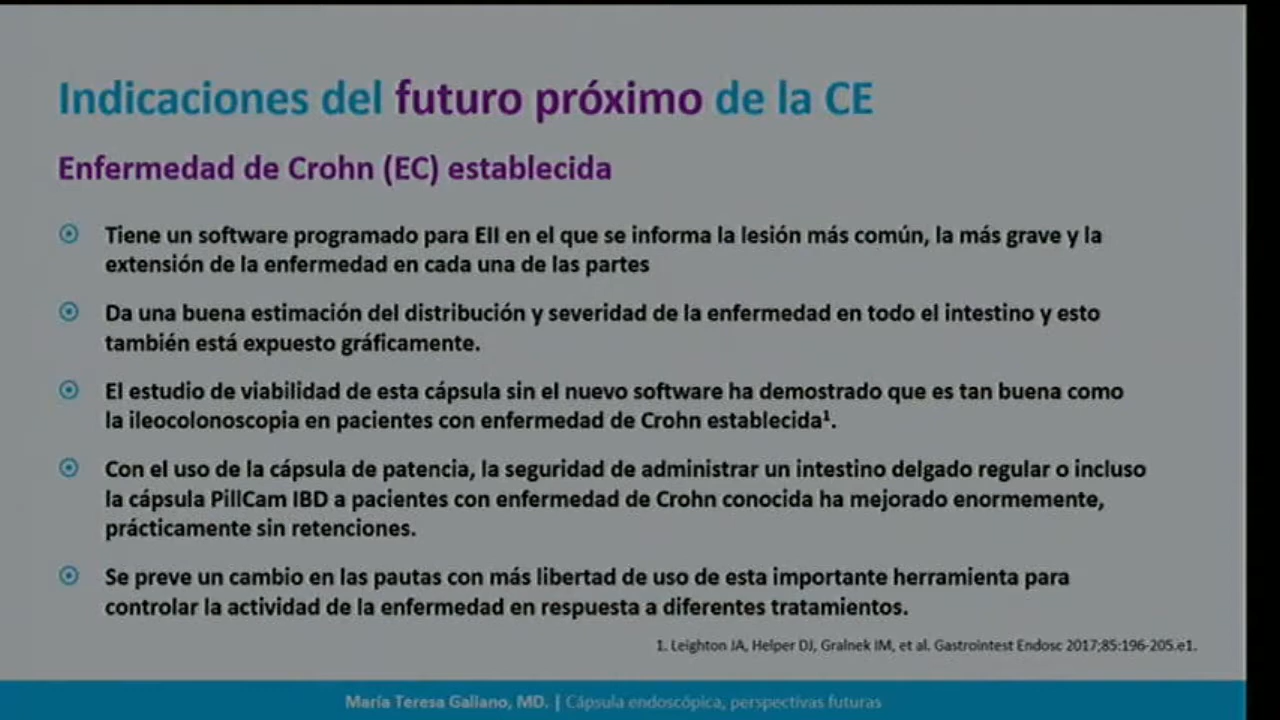 Indicaciones del futuro próximo de la CE
Enfermedad de Crohn (EC) establecida
Tiene un software programado para EII en el que se informa la lesión más común, la más grave y la
extensión de la enfermedad en cada una de las partes
Da una buena estimación del distribución y severidad de la enfermedad en todo el intestino y esto
también está expuesto gráficamente.
El estudio de viabilidad de esta cápsula sin el nuevo software ha demostrado que es tan buena como
la ileocolonoscopia en pacientes con enfermedad de Crohn establecida¹.
Con el uso de la cápsula de patencia, la seguridad de administrar un intestino delgado regular o incluso
la cápsula PillCam IBD a pacientes con enfermedad de Crohn conocida ha mejorado enormemente,
prácticamente sin retenciones.
Se preve un cambio en las pautas con más libertad de uso de esta importante herramienta para
controlar la actividad de la enfermedad en respuesta a diferentes tratamientos.
1. Leighton JA, Helper DJ, Gralnek IM, et al. Gastrointest Endosc 2017;85:196-205.e1.
María Teresa Galiano, MD. | Cápsula endoscópica, perspectivas futuras